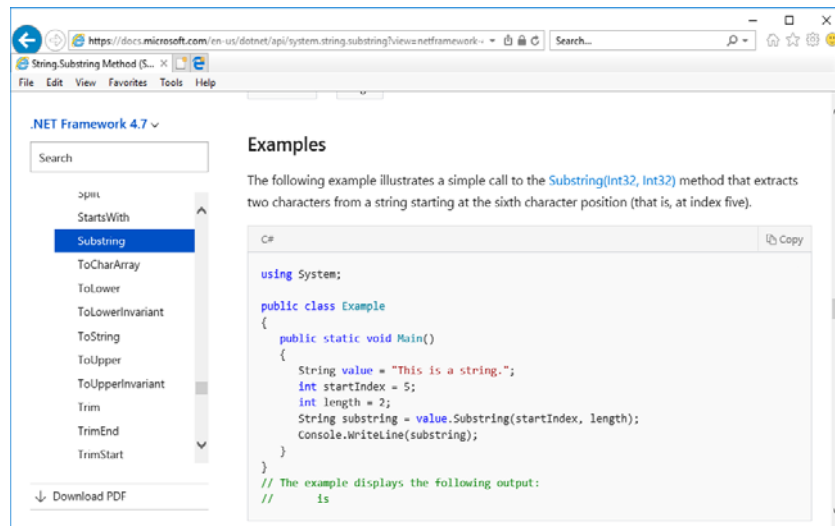 https://docs.microsoft.com/en-us/dotnet/api/system.string.substring?view=netframework-
Search...
String.Substring Method (S...
File Edit View Favorites Tools Help
.NET Framework 4.7
Search
Split
StartsWith
Substring
ToCharArray
ToLower
ToLowerInvariant
ToString
ToUpper
ToUpperInvariant
Trim
TrimEnd
TrimStart
Download PDF
Examples
The following example illustrates a simple call to the Substring(Int32, Int32) method that extracts
two characters from a string starting at the sixth character position (that is, at index five).
C#
Copy
using System;
public class Example
{
public static void Main()
{
String value = "This is a string.";
int startIndex = 5;
int length = 2;
String substring = value.Substring(startIndex, length);
Console.WriteLine(substring);
}
}
// The example displays the following output:
// is